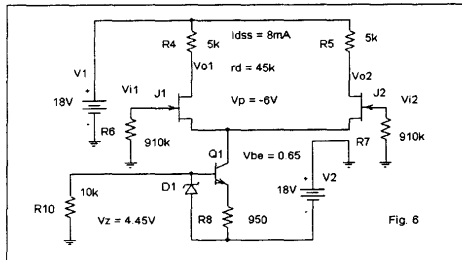 R4 5k Idss = 8mA R5 5k
Vo1 rd = 45k Vo2
V1 Vi1 J1 Vp = -6V J2 Vi2
+ 18V
-
R6 910k R7 910k
Q1 Vbe = 0.65 V2
+ 18V
-
10k D1
R10 Vz = 4.45V R8 950 Fig. 6